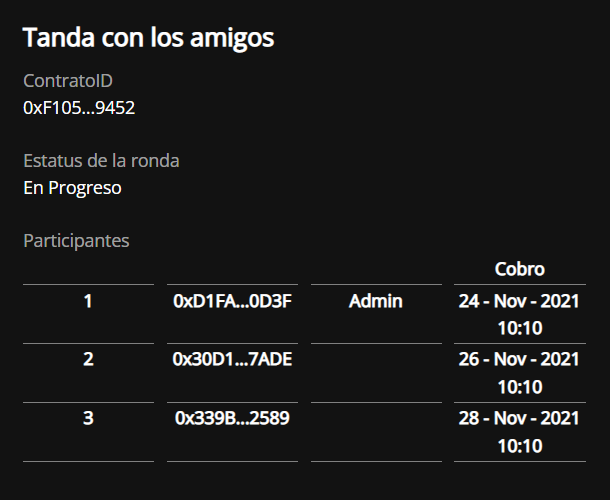 Tanda con los amigos
ContratoID
0xF105...9452
Estatus de la ronda
En Progreso
Participantes
Cobro
1 0xD1FA...0D3F Admin 24 - Nov - 2021
10:10
2 0x30D1...7ADE 26 - Nov - 2021
10:10
3 0x339B...2589 28 - Nov - 2021
10:10